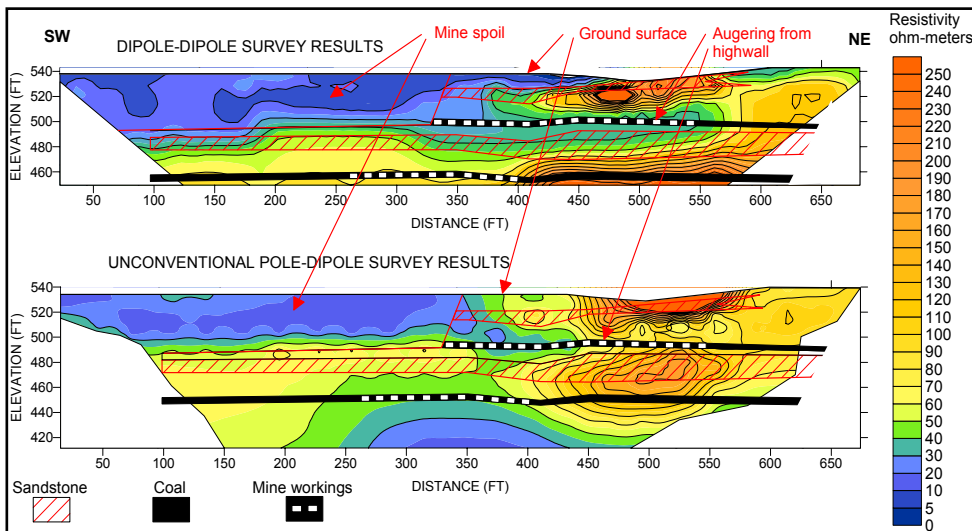 SW
Mine spoil
Ground surface
Augering from
highwall
NE
Resistivity
ohm-meters
DIPOLE-DIPOLE SURVEY RESULTS
ELEVATION (FT)
540
520
500
480
460
50 100 150 200 250 300 350 400 450 500 550 600 650
DISTANCE (FT)
UNCONVENTIONAL POLE-DIPOLE SURVEY RESULTS
ELEVATION (FT)
540
520
500
480
460
440
420
50 100 150 200 250 300 350 400 450 500 550 600 650
DISTANCE (FT)
250
260
220
200
190
180
170
160
150
140
130
120
110
100
90
80
70
60
50
40
30
20
10
5
0
Sandstone
Coal
Mine workings